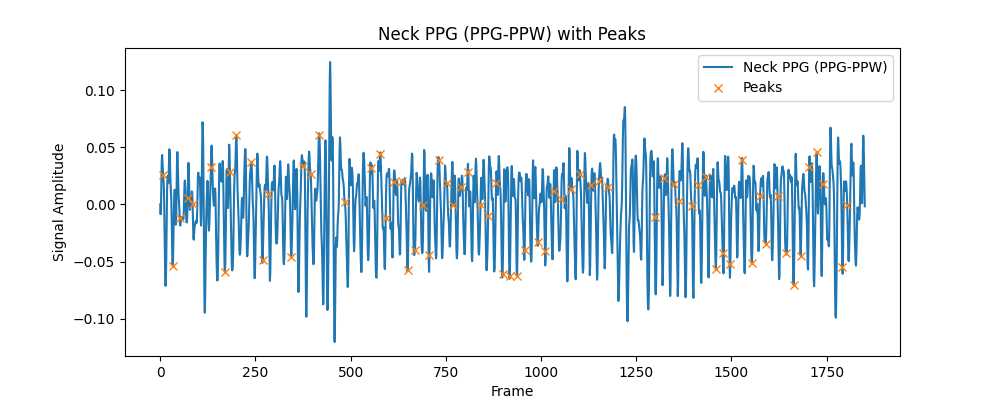 Neck PPG (PPG-PPW) with Peaks
Neck PPG (PPG-PPW)
Peaks
0.10
0.05
0.00
−0.05
−0.10
Signal Amplitude
0
250
500
750
1000
1250
1500
1750
Frame